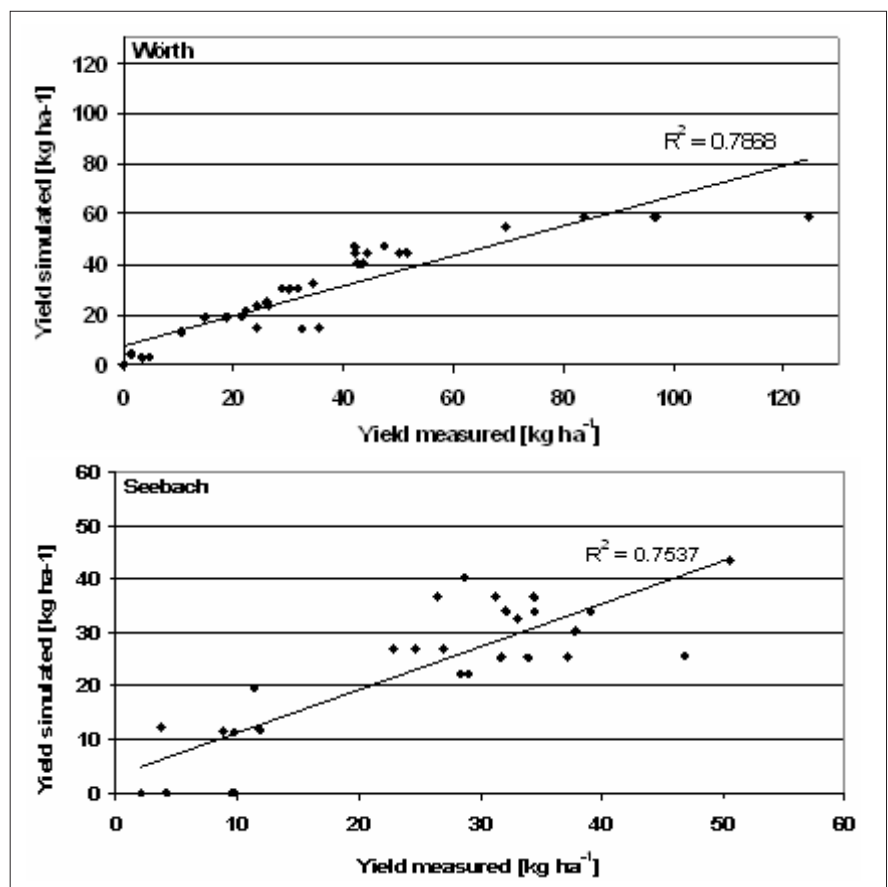 Wörth
120
100
80
60
40
20
0
Yield simulated [kg ha-1]
R² = 0.7868
0 20 40 60 80 100 120
Yield measured [kg ha⁻¹]
Seebach
60
50
40
30
20
10
0
Yield simulated [kg ha-1]
R² = 0.7537
0 10 20 30 40 50 60
Yield measured [kg ha⁻¹]